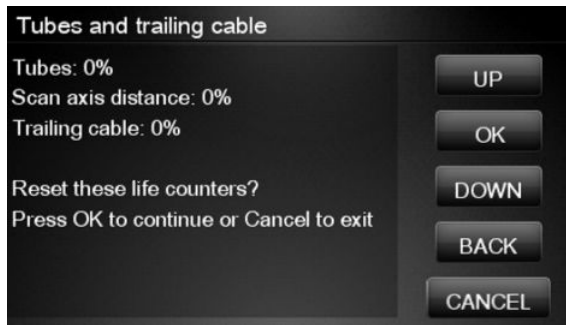 Tubes and trailing cable
Tubes: 0%
Scan axis distance: 0%
Trailing cable: 0%
Reset these life counters?
Press OK to continue or Cancel to exit
UP
OK
DOWN
BACK
CANCEL